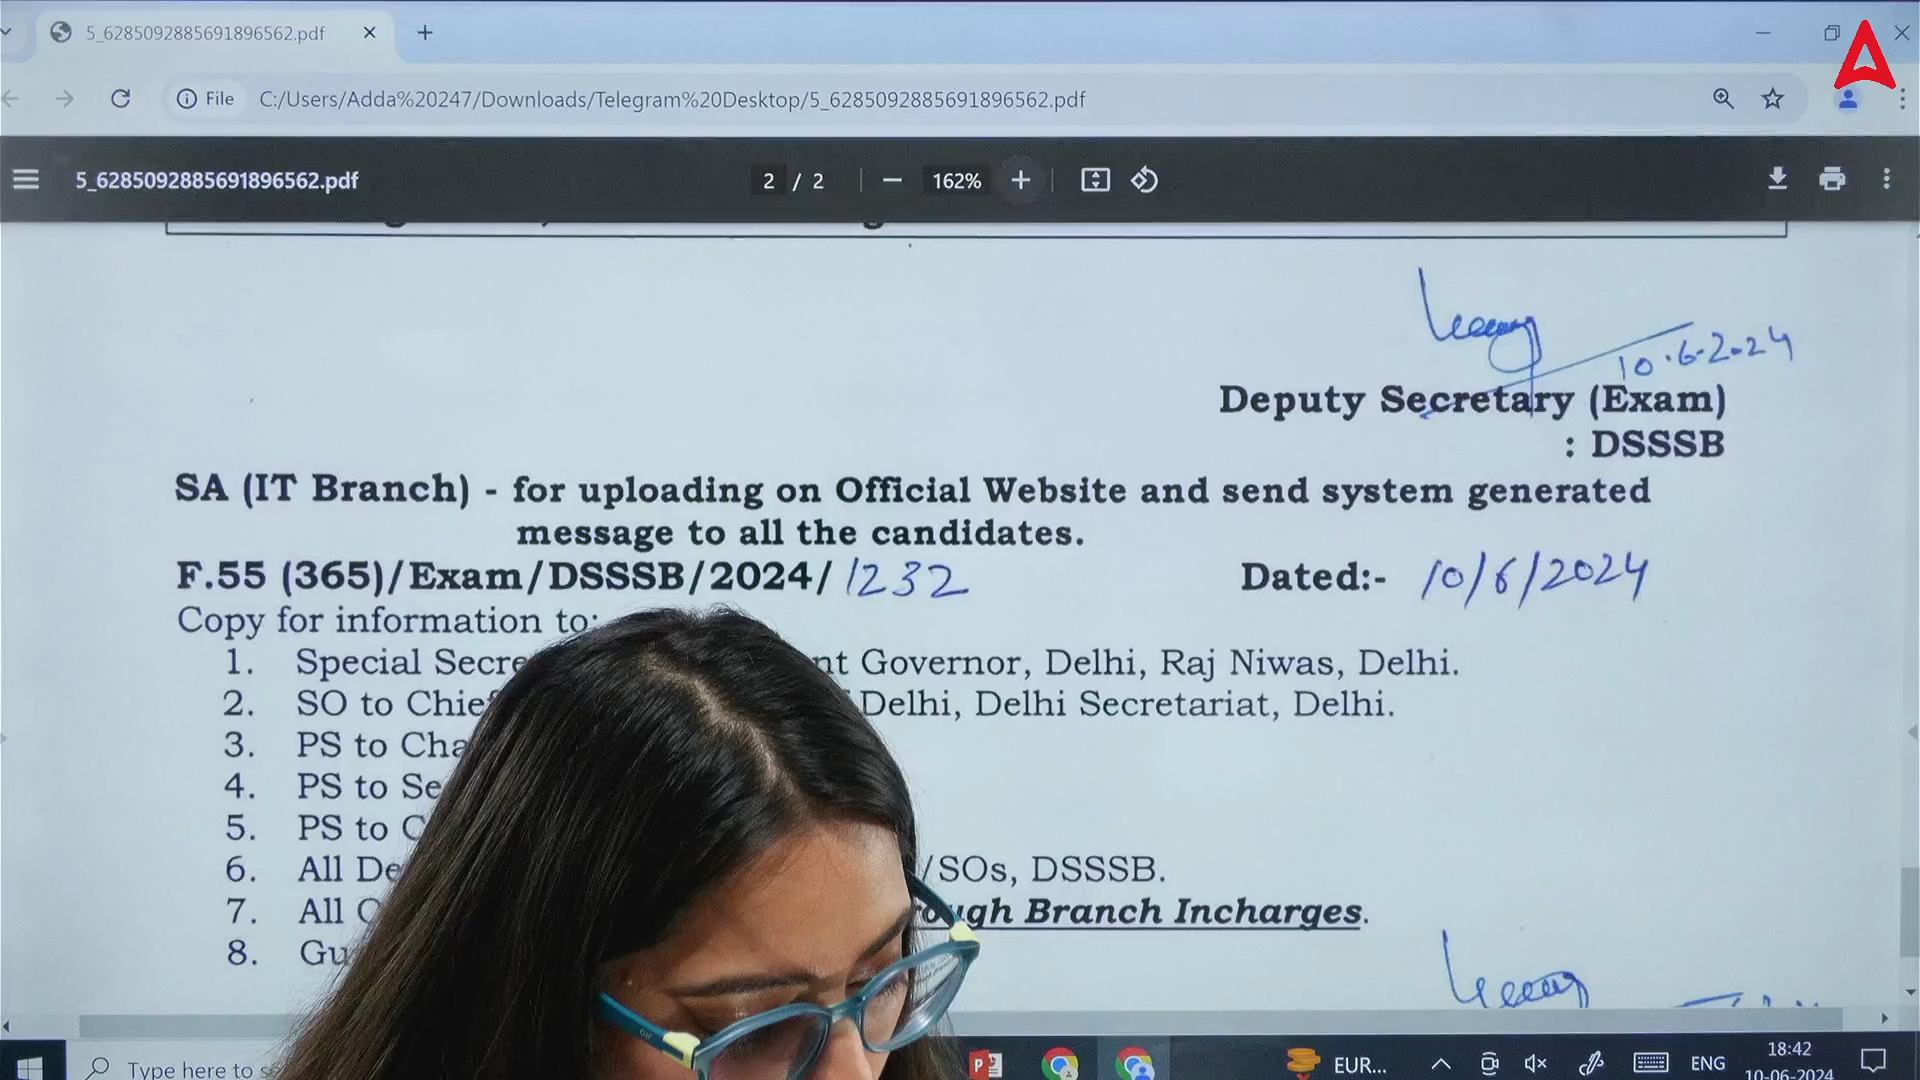 5_6285092885691896562.pdf
File C:/Users/Adda%20247/Downloads/Telegram%20Desktop/5_6285092885691896562.pdf
5_6285092885691896562.pdf 2 / 2 162%
10.6.2024
Deputy Secretary (Exam)
: DSSSB
SA (IT Branch) - for uploading on Official Website and send system generated
message to all the candidates.
F.55 (365)/Exam/DSSSB/2024/1232 Dated:- 10/6/2024
Copy for information to:
1. Special Secre nt Governor, Delhi, Raj Niwas, Delhi.
2. SO to Chie Delhi, Delhi Secretariat, Delhi.
3. PS to Cha
4. PS to Se
5. PS to C
6. All De /SOs, DSSSB.
7. All ough Branch Incharges.
8. Gu
Type here to s EUR... ENG 18:42
10-06-2024